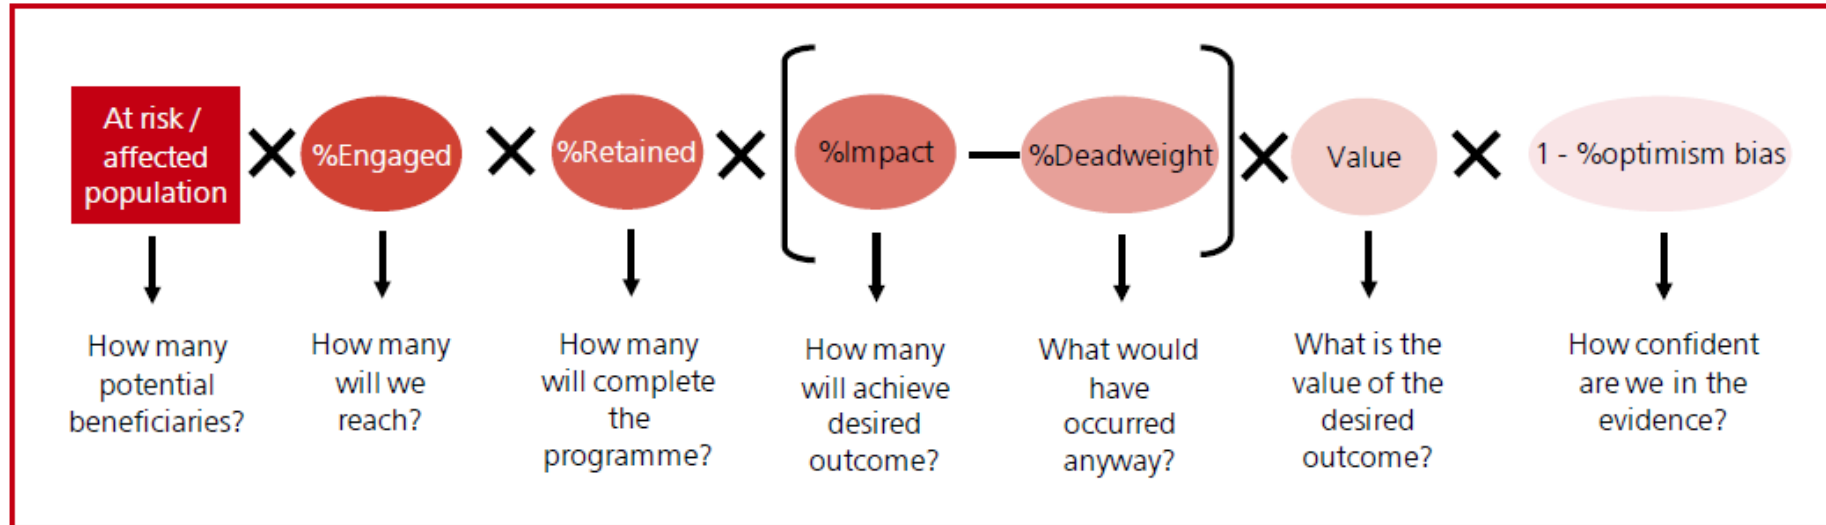 At risk /
affected
population
%Engaged
%Retained
%Impact
%Deadweight
Value
1 - %optimism bias
How many
potential
beneficiaries?
How many
will we
reach?
How many
will complete
the
programme?
How many
will achieve
desired
outcome?
What would
have
occurred
anyway?
What is the
value of the
desired
outcome?
How confident
are we in the
evidence?